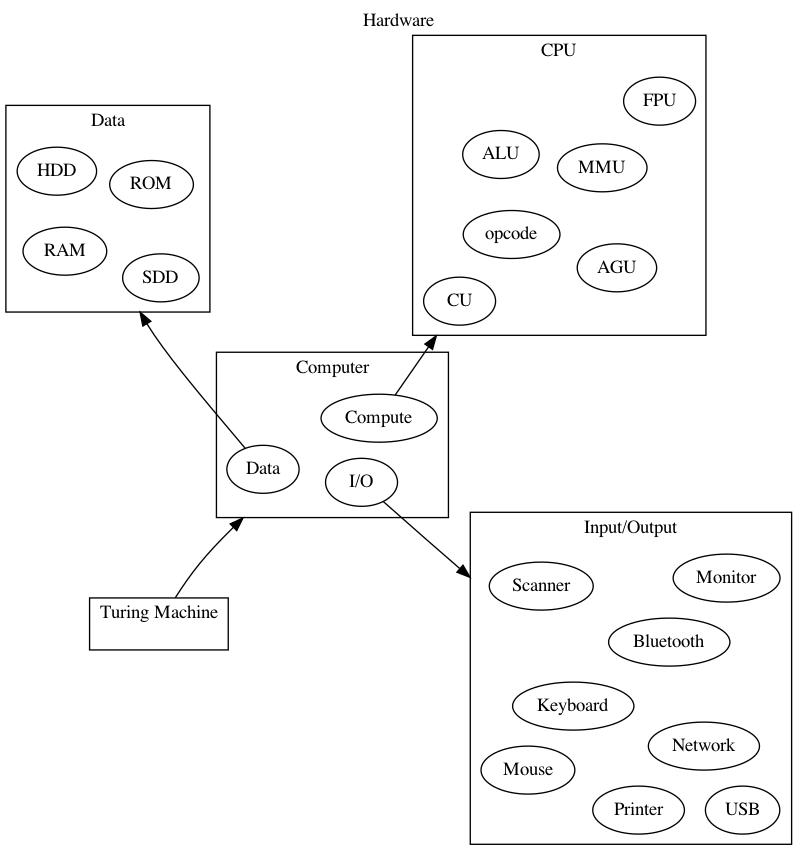 Hardware
CPU
FPU
ALU
MMU
opcode
AGU
CU
Data
HDD
ROM
RAM
SDD
Computer
Compute
Data
I/O
Turing Machine
Input/Output
Scanner
Monitor
Bluetooth
Keyboard
Network
Mouse
Printer
USB